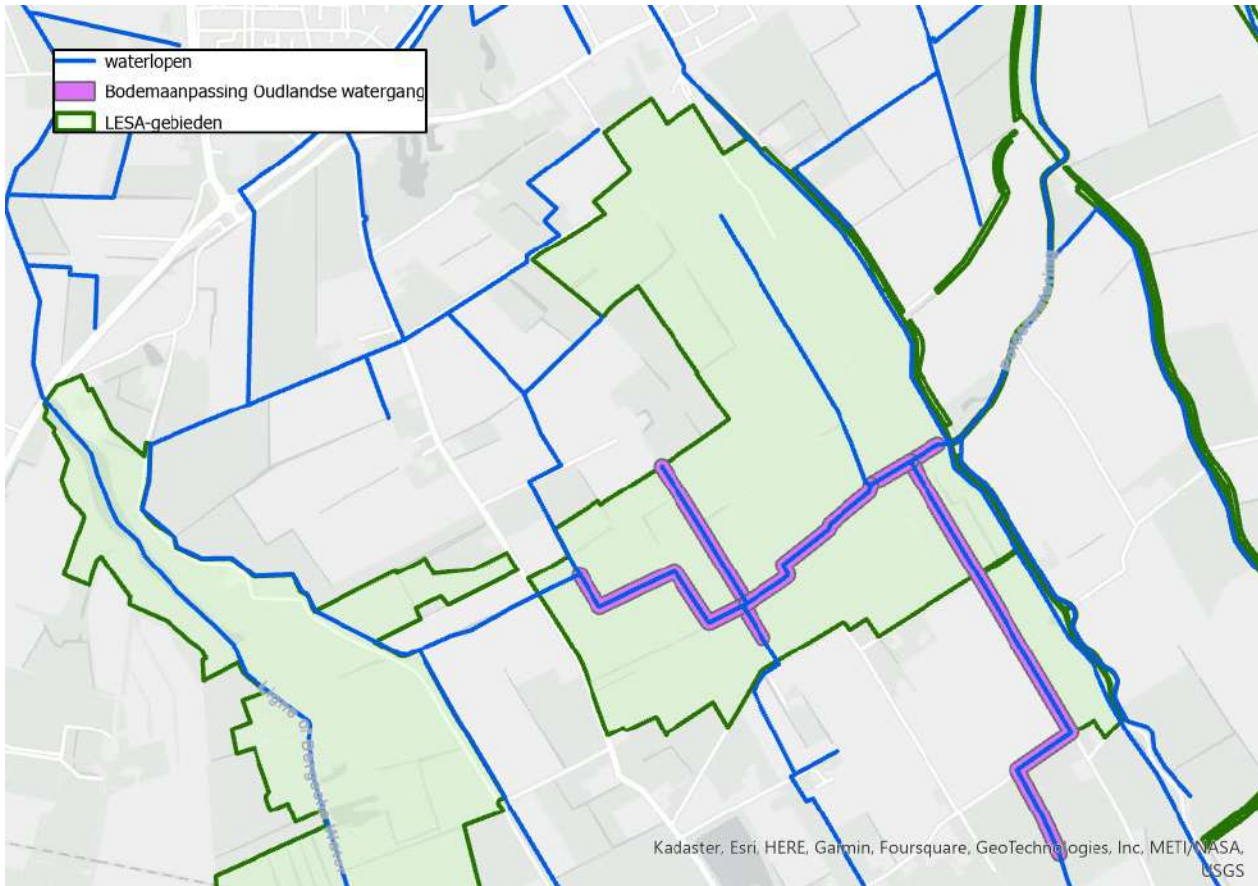 waterlopen
Bodemaanpassing Oudlandse watergang
LESA-gebieden
Kadaster, Esri, HERE, Garmin, Foursquare, GeoTechnologies, Inc, METI/NASA,
USGS